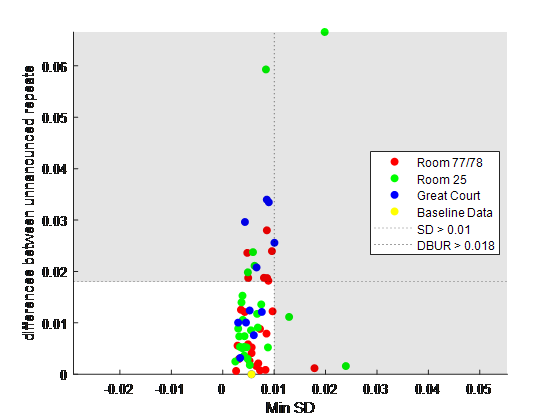 0.06
0.05
0.04
0.03
0.02
0.01
0
differences between unnanounced repeats
-0.02
-0.01
0
0.01
0.02
0.03
0.04
0.05
Min SD
Room 77/78
Room 25
Great Court
Baseline Data
SD > 0.01
DBUR > 0.018